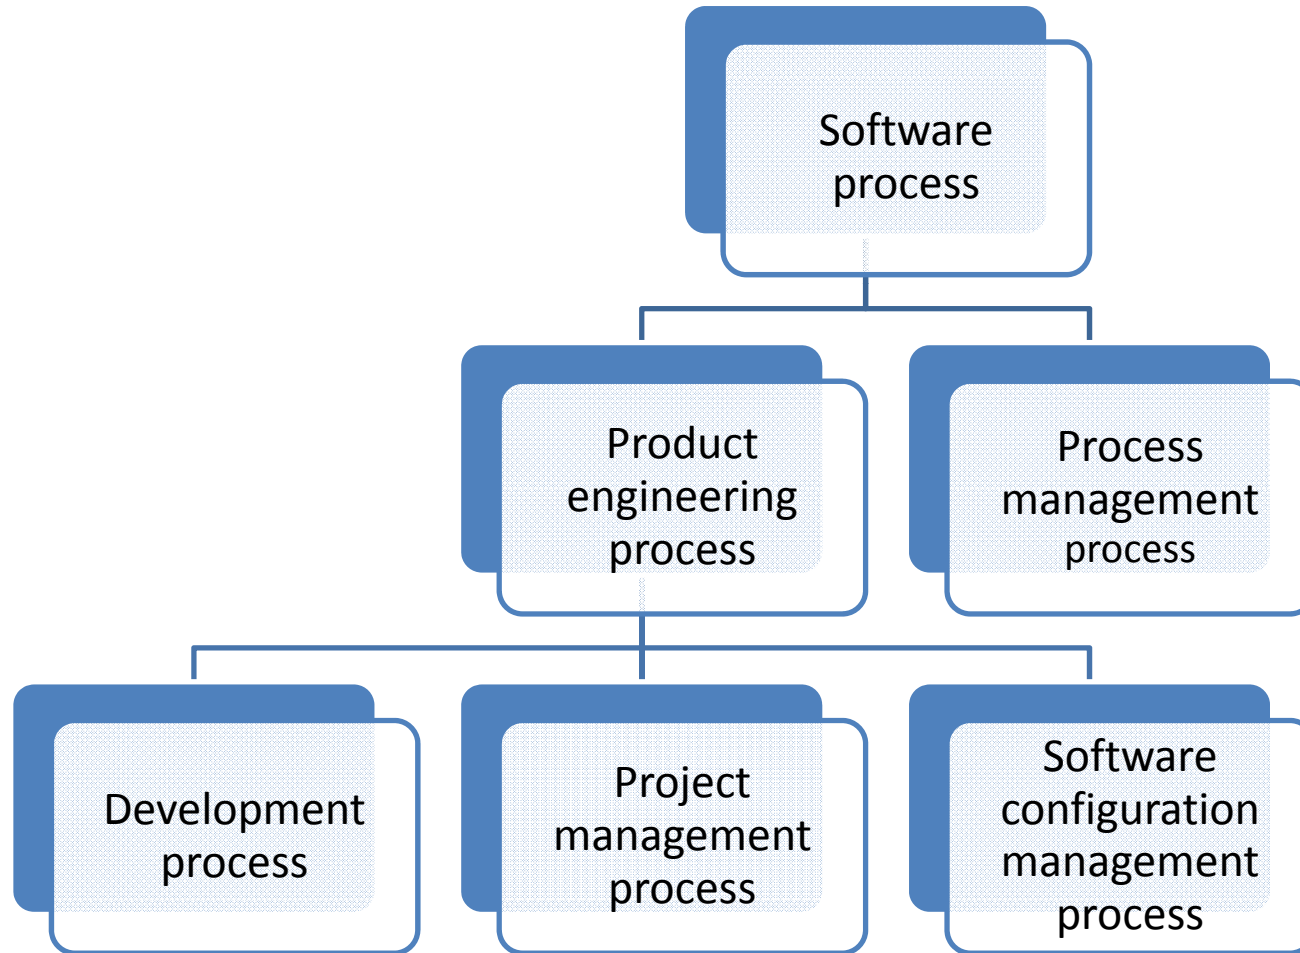 Software
process
Product
engineering
process
Process
management
process
Development
process
Project
management
process
Software
configuration
management
process